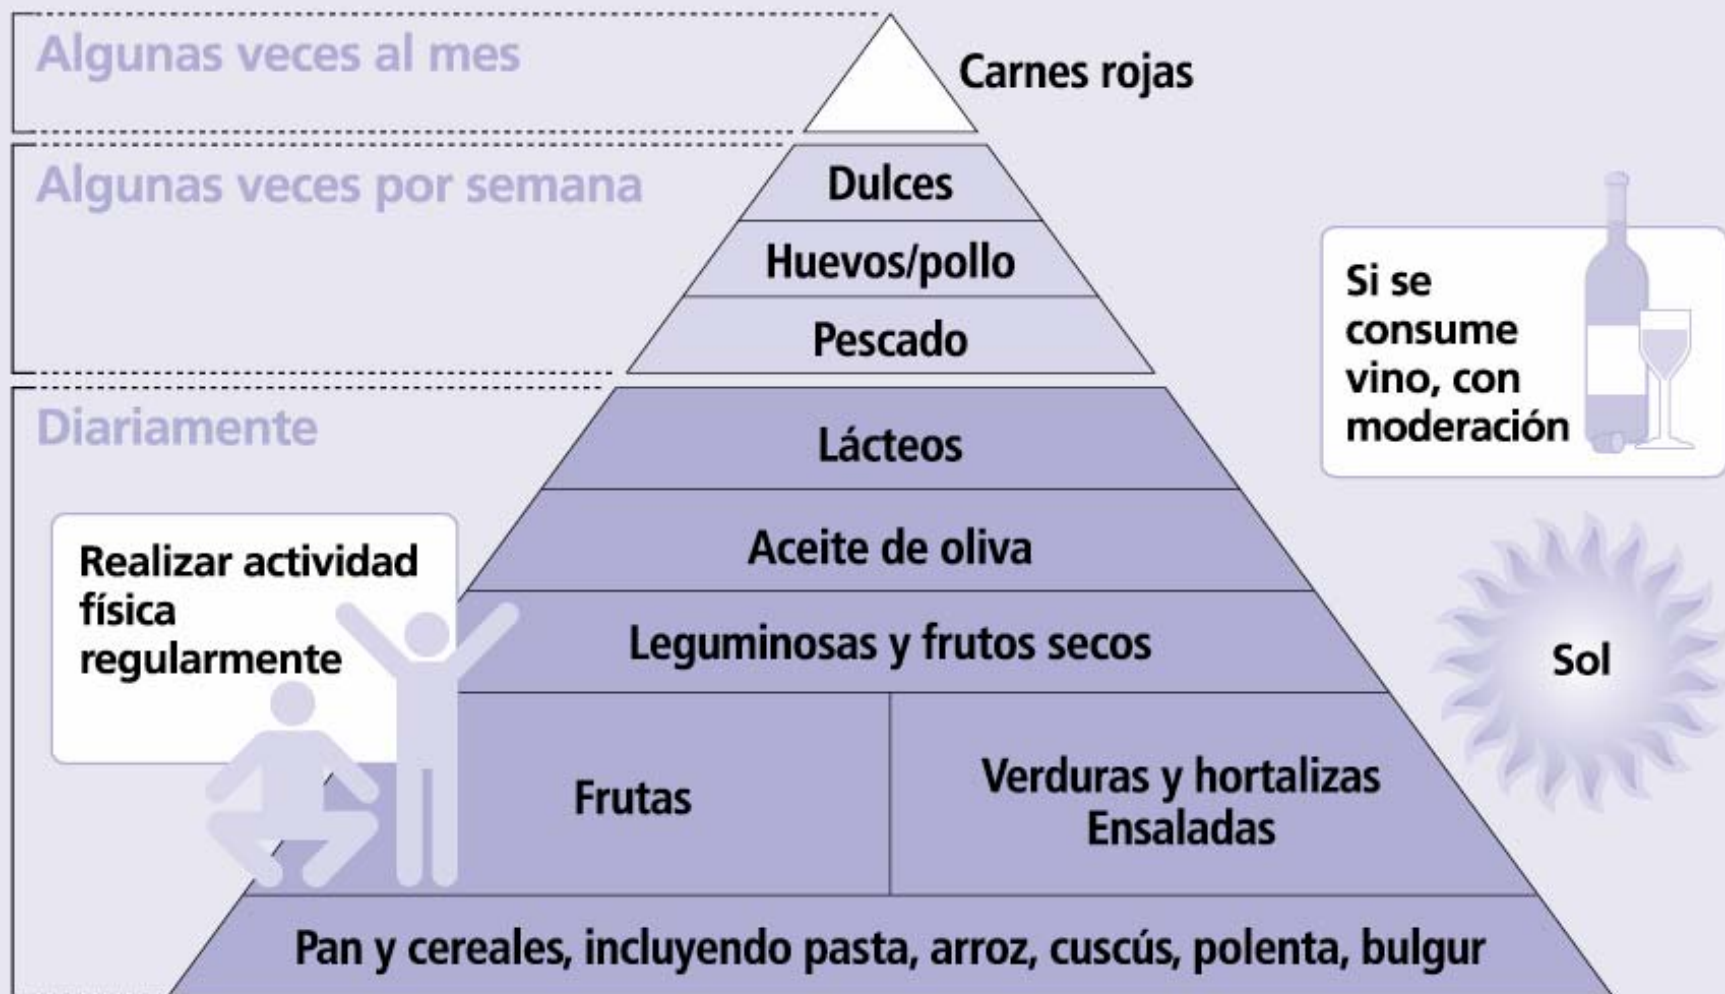 Algunas veces al mes
Carnes rojas
Algunas veces por semana
Dulces
Huevos/pollo
Pescado
Si se
consume
vino, con
moderación
Diariamente
Lácteos
Aceite de oliva
Realizar actividad
física
regularmente
Leguminosas y frutos secos
Sol
Frutas
Verduras y hortalizas
Ensaladas
Pan y cereales, incluyendo pasta, arroz, cuscús, polenta, bulgur